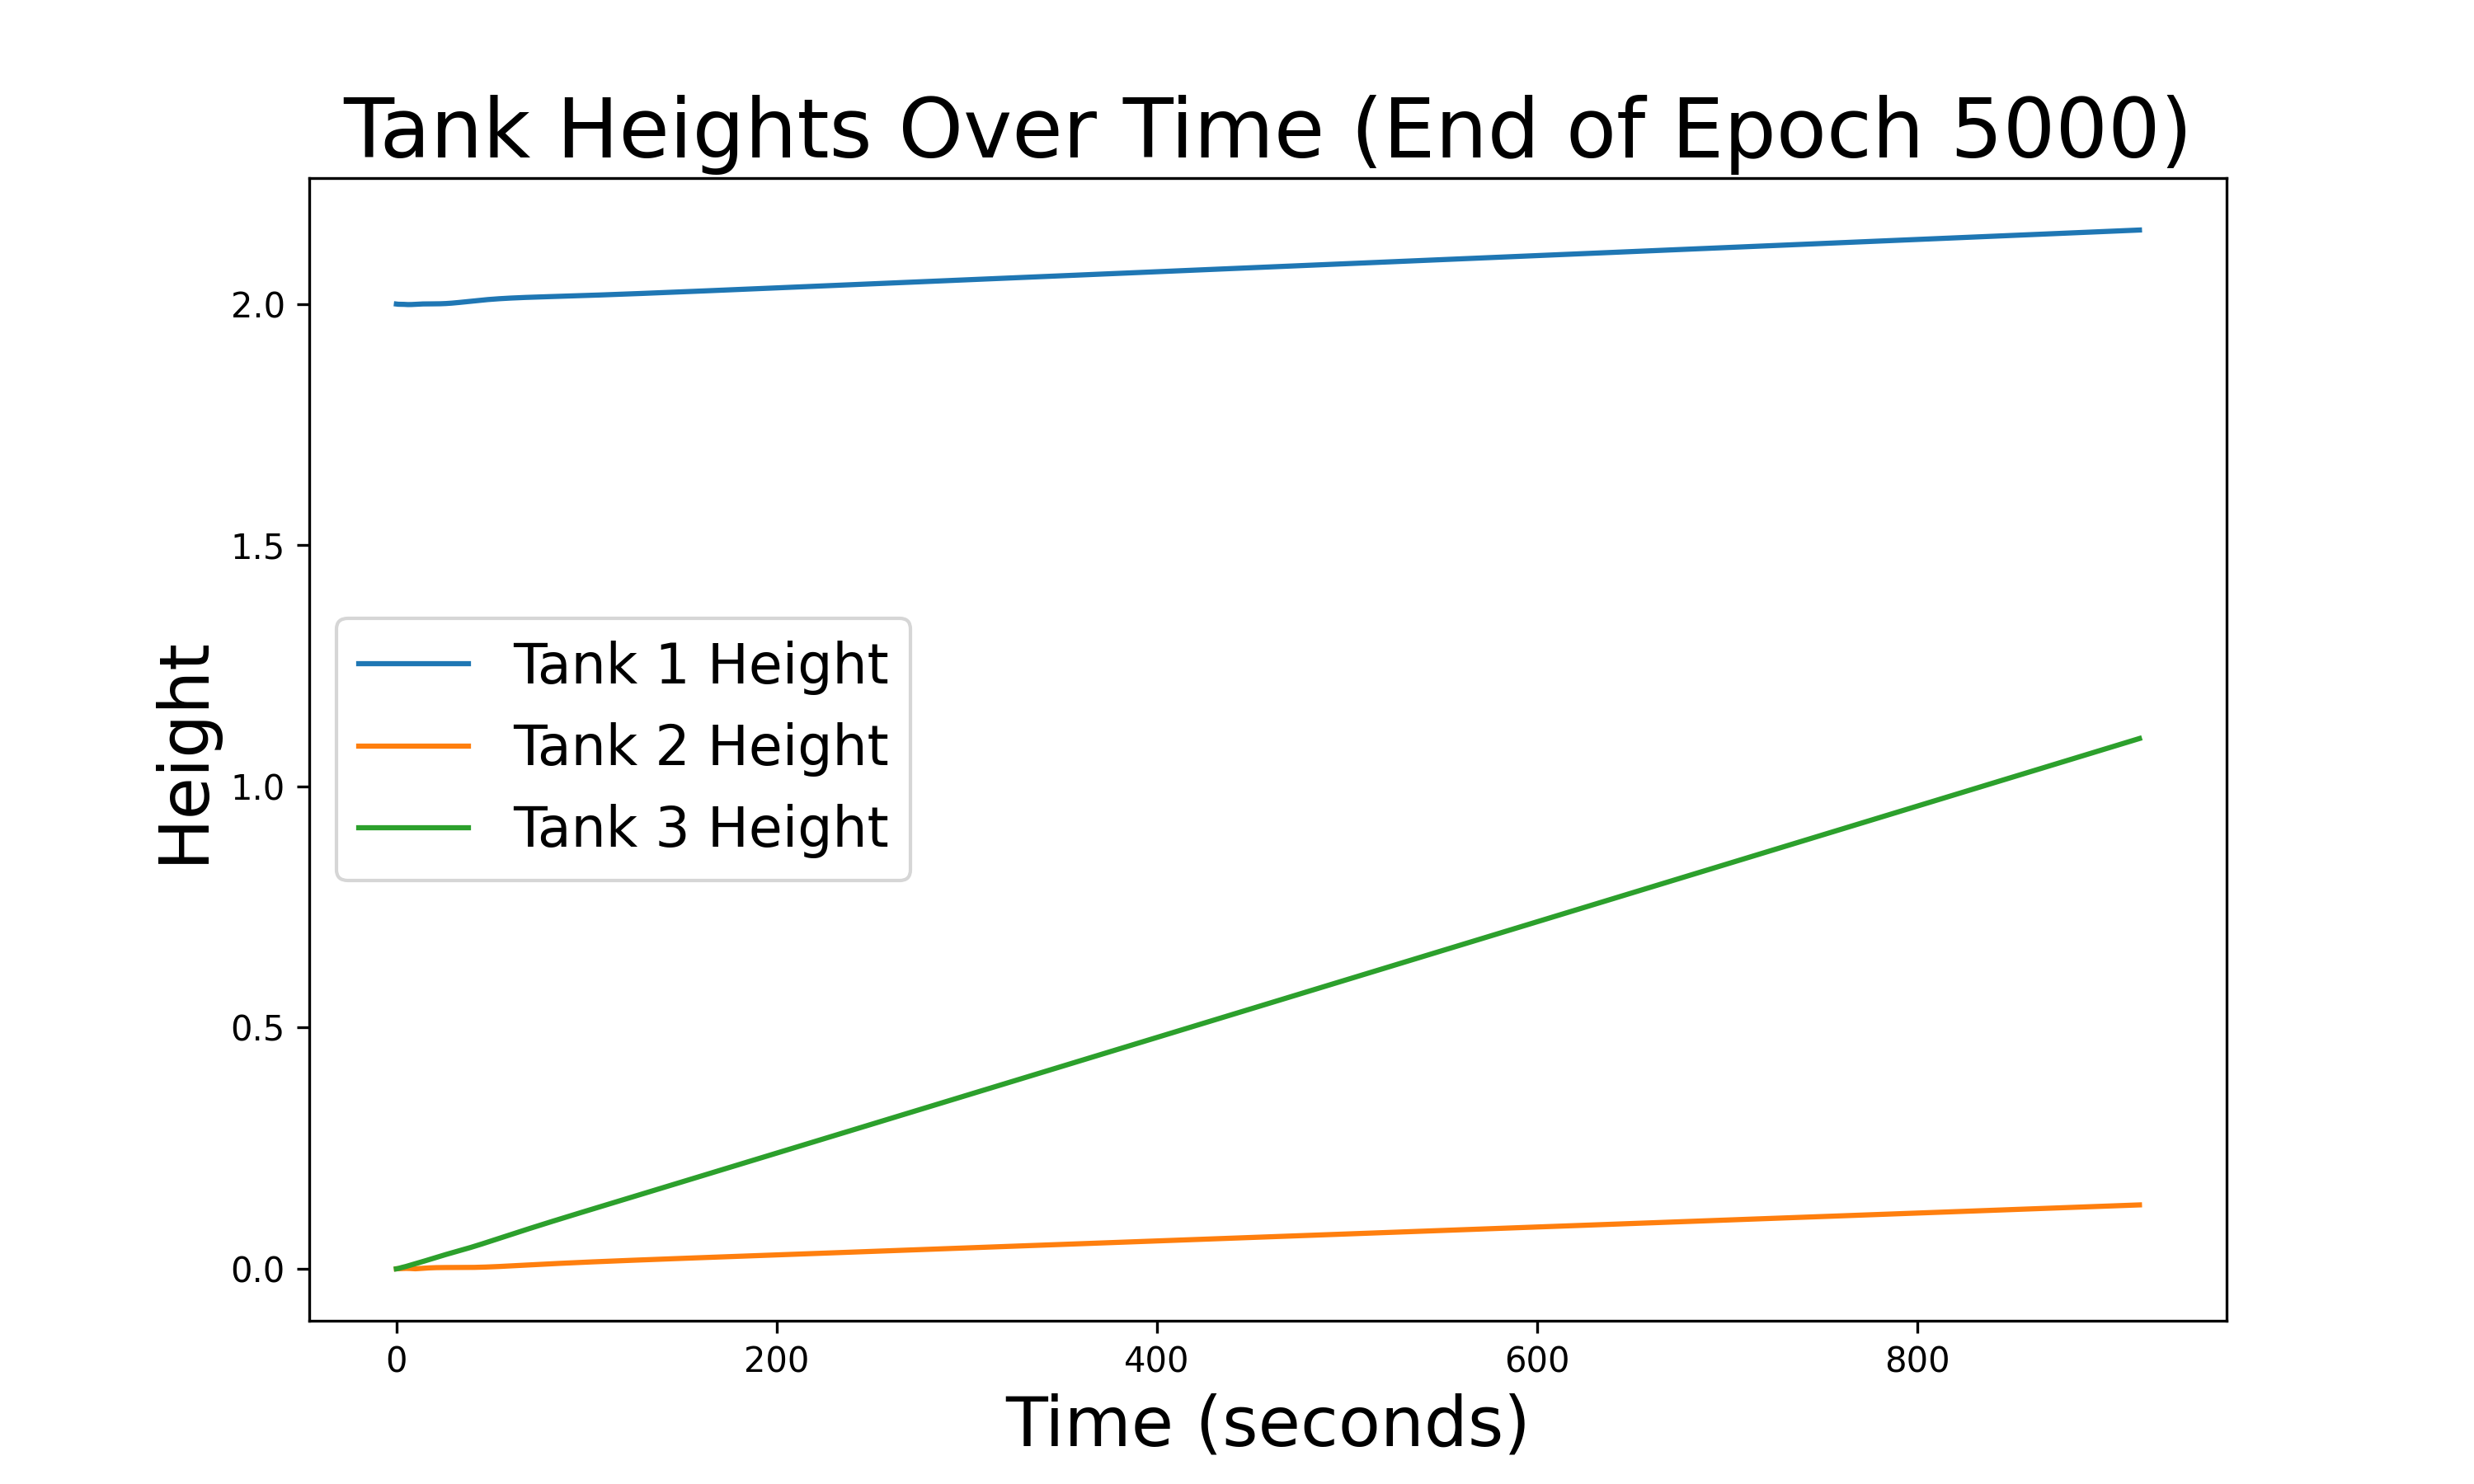 Tank Heights Over Time (End of Epoch 5000)
Height
2.0
1.5
1.0
0.5
0.0
Tank 1 Height
Tank 2 Height
Tank 3 Height
0 200 400 600 800
Time (seconds)